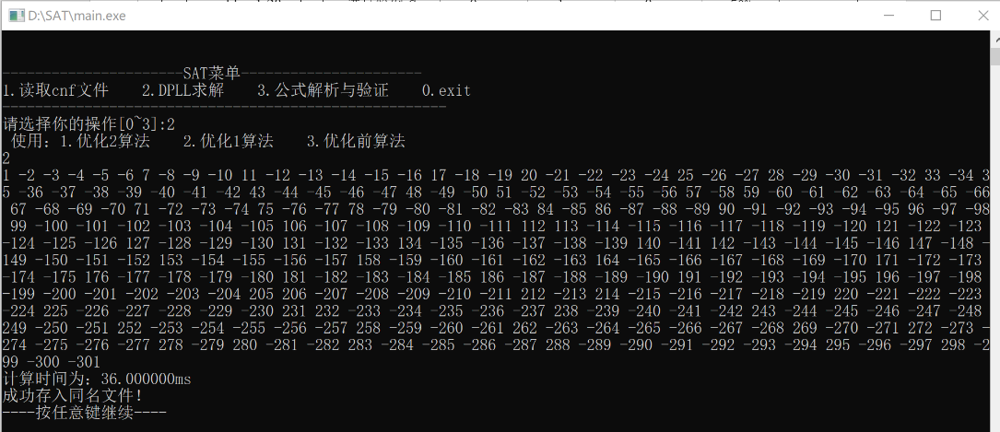 D:\SAT\main.exe
----------------------SAT菜单----------------------
1.读取cnf文件    2.DPLL求解    3.公式解析与验证    0.exit
------------------------------------------------------
请选择你的操作[0~3]:2
 使用：1.优化2算法    2.优化1算法    3.优化前算法
2
1 -2 -3 -4 -5 -6 7 -8 -9 -10 11 -12 -13 -14 -15 -16 17 -18 -19 20 -21 -22 -23 -24 25 -26 -27 28 -29 -30 -31 -32 33 -34 3
5 -36 -37 -38 -39 -40 -41 -42 43 -44 -45 -46 -47 48 -49 -50 51 -52 -53 -54 -55 -56 57 -58 59 -60 -61 -62 -63 -64 -65 -66
 67 -68 -69 -70 71 -72 -73 -74 75 -76 -77 78 -79 -80 -81 -82 -83 84 -85 86 -87 -88 -89 90 -91 -92 -93 -94 -95 96 -97 -98
 99 -100 -101 -102 -103 -104 -105 106 -107 -108 -109 -110 -111 112 113 -114 -115 -116 -117 -118 -119 -120 121 -122 -123
-124 -125 -126 127 -128 -129 -130 131 -132 -133 134 -135 -136 -137 -138 -139 140 -141 142 -143 -144 -145 -146 147 -148 -
149 -150 -151 -152 153 -154 -155 -156 -157 158 -159 -160 -161 -162 -163 164 -165 -166 -167 -168 -169 -170 171 -172 -173
-174 -175 176 -177 -178 -179 -180 181 -182 -183 -184 -185 186 -187 -188 -189 -190 191 -192 -193 -194 -195 196 -197 -198
-199 -200 -201 -202 -203 -204 205 206 -207 -208 -209 -210 -211 212 -213 214 -215 -216 -217 -218 -219 220 -221 -222 -223
-224 225 -226 -227 -228 -229 -230 231 -232 -233 -234 -235 -236 -237 238 -239 -240 -241 -242 243 -244 -245 -246 -247 -248
249 -250 -251 252 -253 -254 -255 -256 -257 258 -259 -260 -261 262 -263 -264 -265 -266 -267 -268 269 -270 -271 -272 -273 -
274 -275 -276 -277 278 -279 280 -281 -282 283 -284 -285 -286 -287 288 -289 -290 -291 -292 -293 -294 295 -296 -297 298 -2
99 -300 -301
计算时间为：36.000000ms
成功存入同名文件！
----按任意键继续----